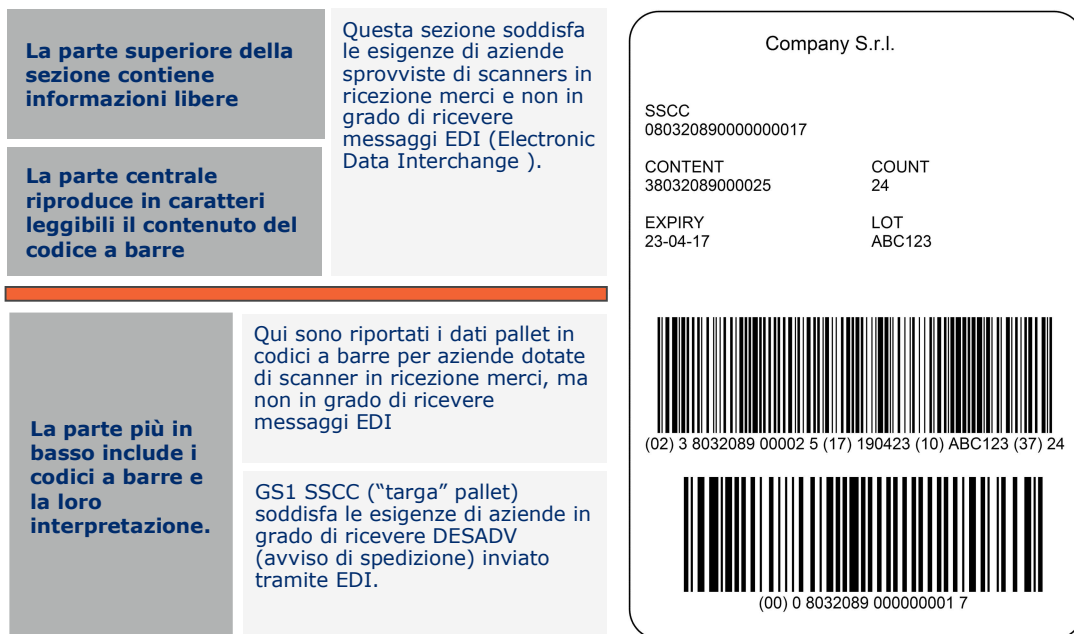 La parte superiore della
sezione contiene
informazioni libere
Questa sezione soddisfa
le esigenze di aziende
sprovviste di scanners in
ricezione merci e non in
grado di ricevere
messaggi EDI (Electronic
Data Interchange ).
La parte centrale
riproduce in caratteri
leggibili il contenuto del
codice a barre
La parte più in
basso include i
codici a barre e
la loro
interpretazione.
Qui sono riportati i dati pallet in
codici a barre per aziende dotate
di scanner in ricezione merci, ma
non in grado di ricevere
messaggi EDI
GS1 SSCC (“targa” pallet)
soddisfa le esigenze di aziende in
grado di ricevere DESADV
(avviso di spedizione) inviato
tramite EDI.
Company S.r.l.
SSCC
080320890000000017
CONTENT COUNT
38032089000025 24
EXPIRY LOT
23-04-17 ABC123
(02) 3 8032089 00002 5 (17) 190423 (10) ABC123 (37) 24
(00) 0 8032089 000000001 7